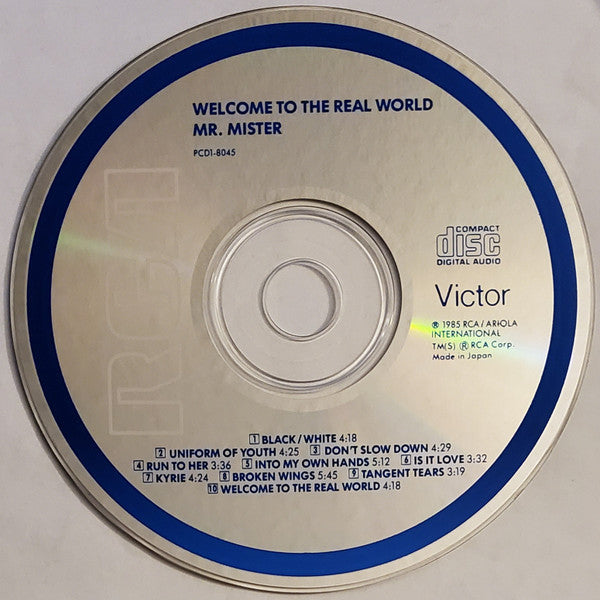 WELCOME TO THE REAL WORLD
MR. MISTER
PCD1-8045
RCA
COMPACT
disc
DIGITAL AUDIO
Victor
℗ 1985 RCA/ARIOLA
INTERNATIONAL
TM(S) ® RCA Corp.
Made in Japan
1 BLACK/WHITE 4:18
2 UNIFORM OF YOUTH 4:25 3 DON'T SLOW DOWN 4:29
4 RUN TO HER 3:36 5 INTO MY OWN HANDS 5:12 6 IS IT LOVE 3:32
7 KYRIE 4:24 8 BROKEN WINGS 5:45 9 TANGENT TEARS 3:19
10 WELCOME TO THE REAL WORLD 4:18